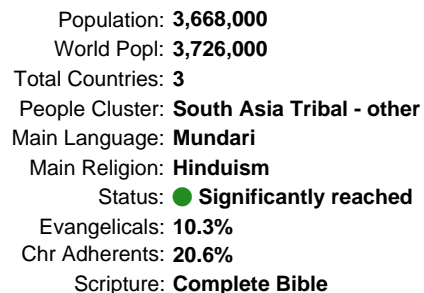 Population: 3,668,000
World Popl: 3,726,000
Total Countries: 3
People Cluster: South Asia Tribal - other
Main Language: Mundari
Main Religion: Hinduism
Status: Significantly reached
Evangelicals: 10.3%
Chr Adherents: 20.6%
Scripture: Complete Bible